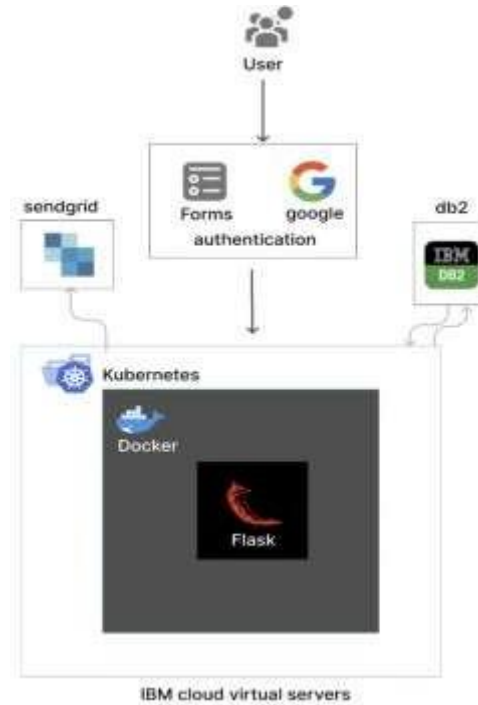 User
Forms
google
authentication
sendgrid
db2
IBM
DB2
Kubernetes
Docker
Flask
IBM cloud virtual servers